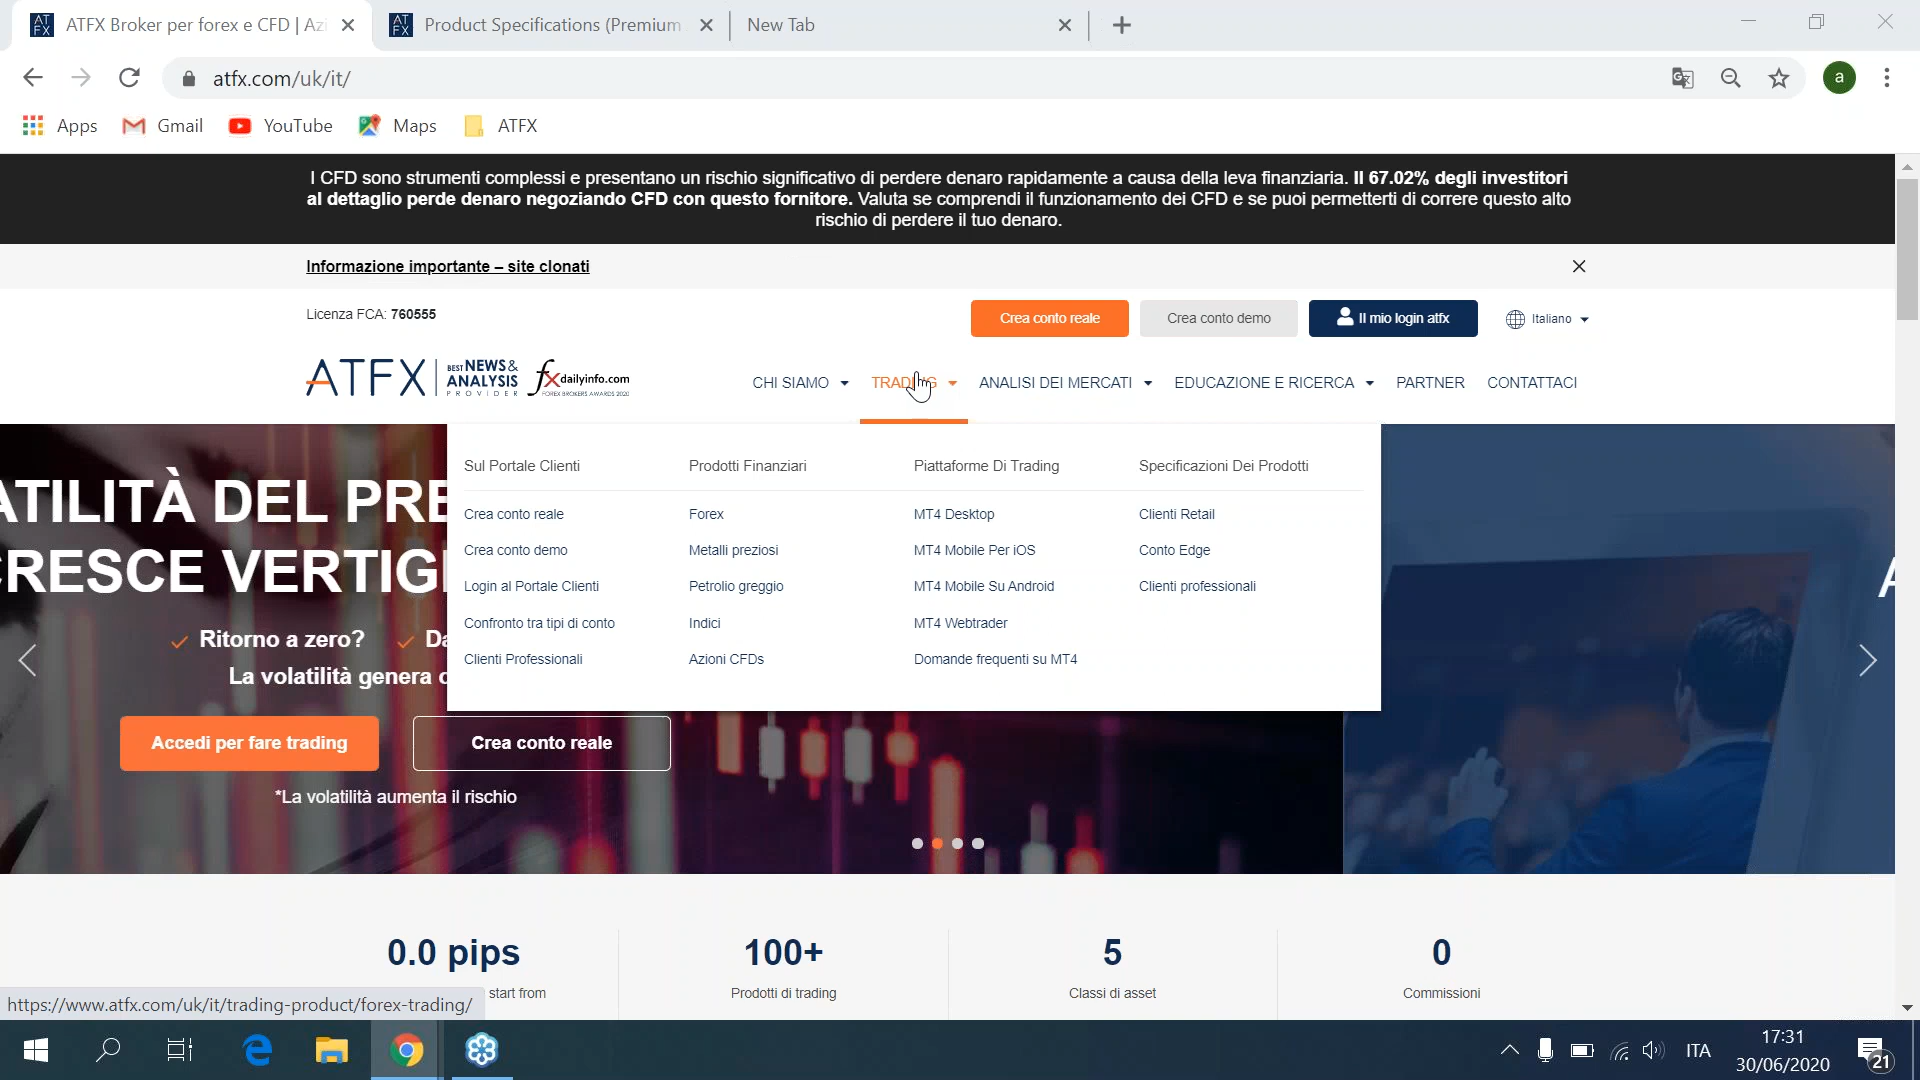 ATFX Broker per forex e CFD | Azi
Product Specifications (Premium
New Tab
atfx.com/uk/it/
a
Apps
Gmail
YouTube
Maps
ATFX
I CFD sono strumenti complessi e presentano un rischio significativo di perdere denaro rapidamente a causa della leva finanziaria. Il 67.02% degli investitori
al dettaglio perde denaro negoziando CFD con questo fornitore. Valuta se comprendi il funzionamento dei CFD e se puoi permetterti di correre questo alto
rischio di perdere il tuo denaro.
Informazione importante – site clonati
Licenza FCA: 760555
Crea conto reale
Crea conto demo
Il mio login atfx
Italiano
ATFX
BEST NEWS &
ANALYSIS
PROVIDER
fxdailyinfo.com
FOREX BROKERS AWARDS 2020
CHI SIAMO
TRADING
ANALISI DEI MERCATI
EDUCAZIONE E RICERCA
PARTNER
CONTATTACI
Sul Portale Clienti
Prodotti Finanziari
Piattaforme Di Trading
Specificazioni Dei Prodotti
Crea conto reale
Forex
MT4 Desktop
Clienti Retail
Crea conto demo
Metalli preziosi
MT4 Mobile Per iOS
Conto Edge
Login al Portale Clienti
Petrolio greggio
MT4 Mobile Su Android
Clienti professionali
Confronto tra tipi di conto
Indici
MT4 Webtrader
Clienti Professionali
Azioni CFDs
Domande frequenti su MT4
ATILITÀ DEL PRE
CRESCE VERTIGI
A
Ritorno a zero?
Da
La volatilità genera o
Accedi per fare trading
Crea conto reale
*La volatilità aumenta il rischio
0.0 pips
100+
5
0
start from
Prodotti di trading
Classi di asset
Commissioni
https://www.atfx.com/uk/it/trading-product/forex-trading/
ITA
17:31
30/06/2020
21